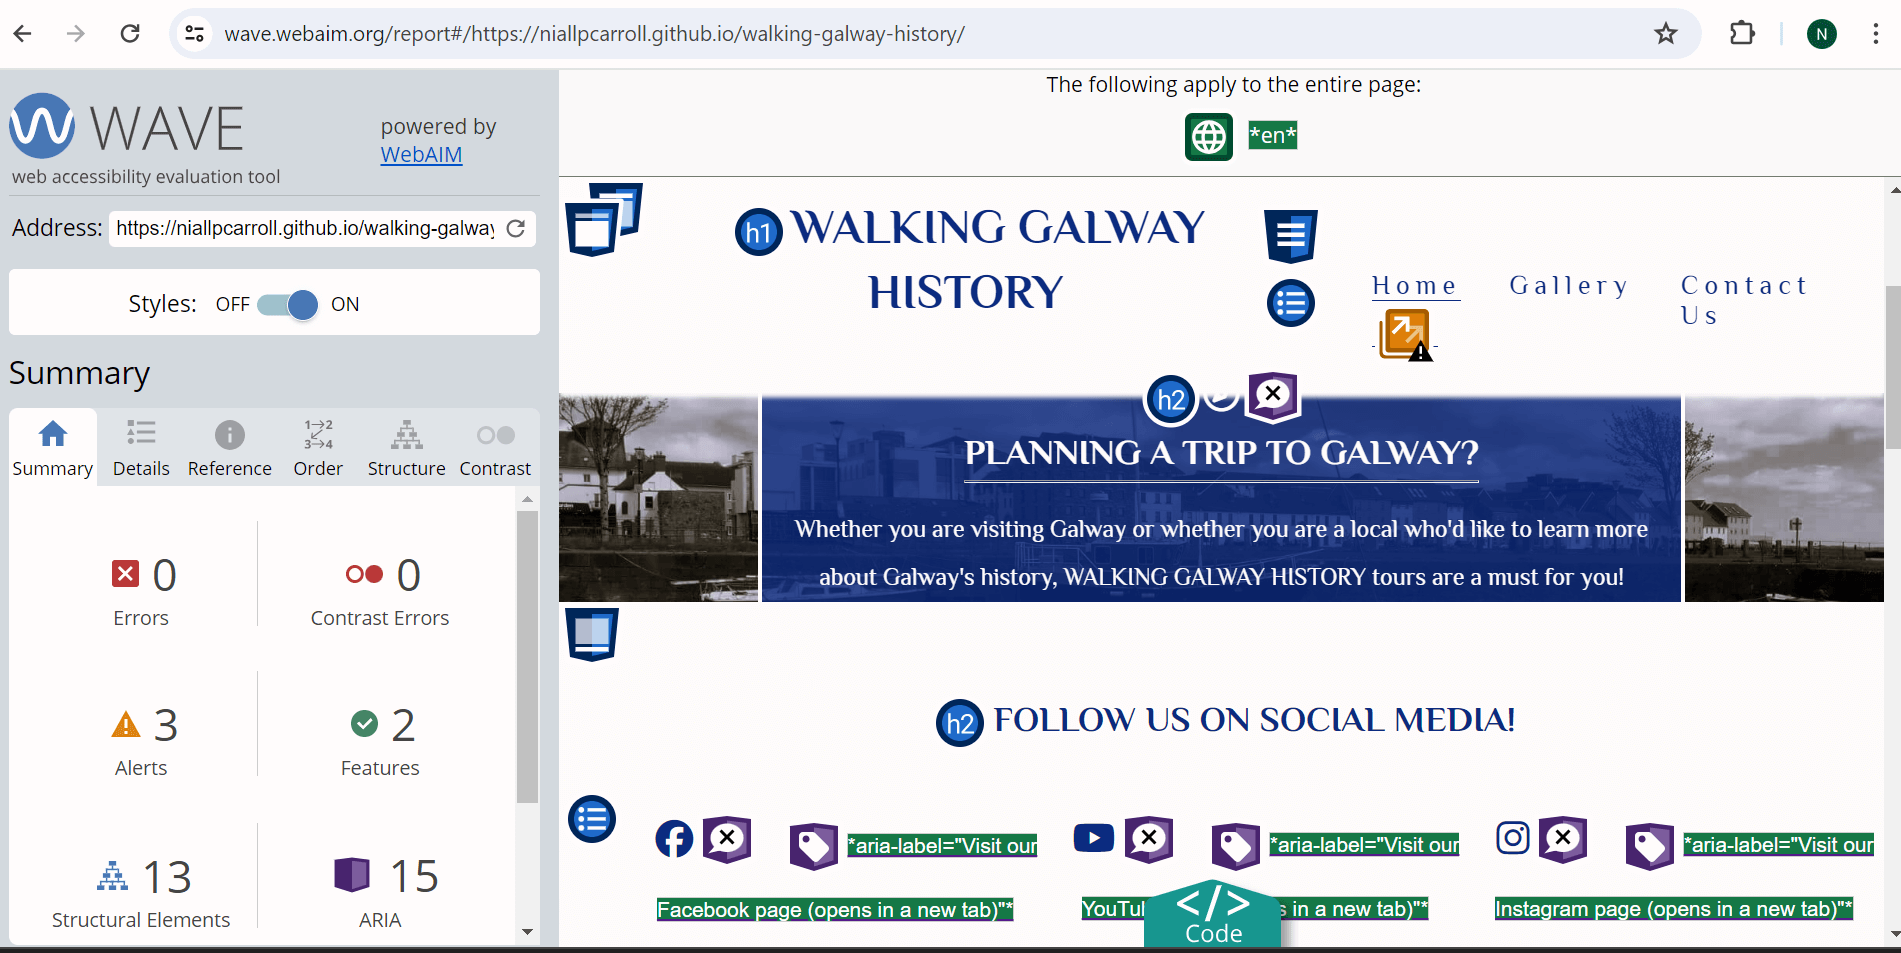 wave.webaim.org/report#/https://niallpcarroll.github.io/walking-galway-history/
N
WAVE
powered by
WebAIM
web accessibility evaluation tool
Address: https://niallpcarroll.github.io/walking-galway
Styles: OFF ON
Summary
Summary Details Reference Order Structure Contrast
0 Errors
0 Contrast Errors
3 Alerts
2 Features
13 Structural Elements
15 ARIA
The following apply to the entire page:
*en*
h1 WALKING GALWAY
HISTORY
Home Gallery Contact
Us
h2
PLANNING A TRIP TO GALWAY?
Whether you are visiting Galway or whether you are a local who'd like to learn more
about Galway's history, WALKING GALWAY HISTORY tours are a must for you!
h2 FOLLOW US ON SOCIAL MEDIA!
*aria-label="Visit our
Facebook page (opens in a new tab)"*
*aria-label="Visit our
s in a new tab)"*
*aria-label="Visit our
Instagram page (opens in a new tab)"*
</>
Code